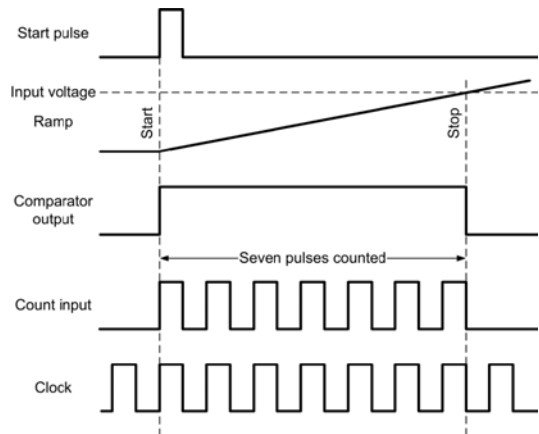 Start pulse
Input voltage
Ramp
Start
Stop
Comparator
output
Seven pulses counted
Count input
Clock